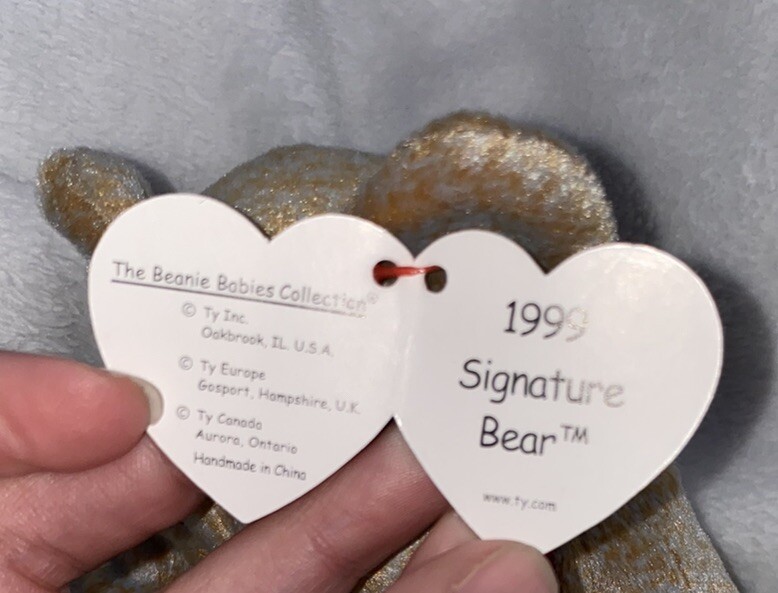 The Beanie Babies Collection®
© Ty Inc.
Oakbrook, IL. U.S.A.
© Ty Europe
Gosport, Hampshire, U.K.
© Ty Canada
Aurora, Ontario
Handmade in China
1999
Signature
Bear™
www.ty.com